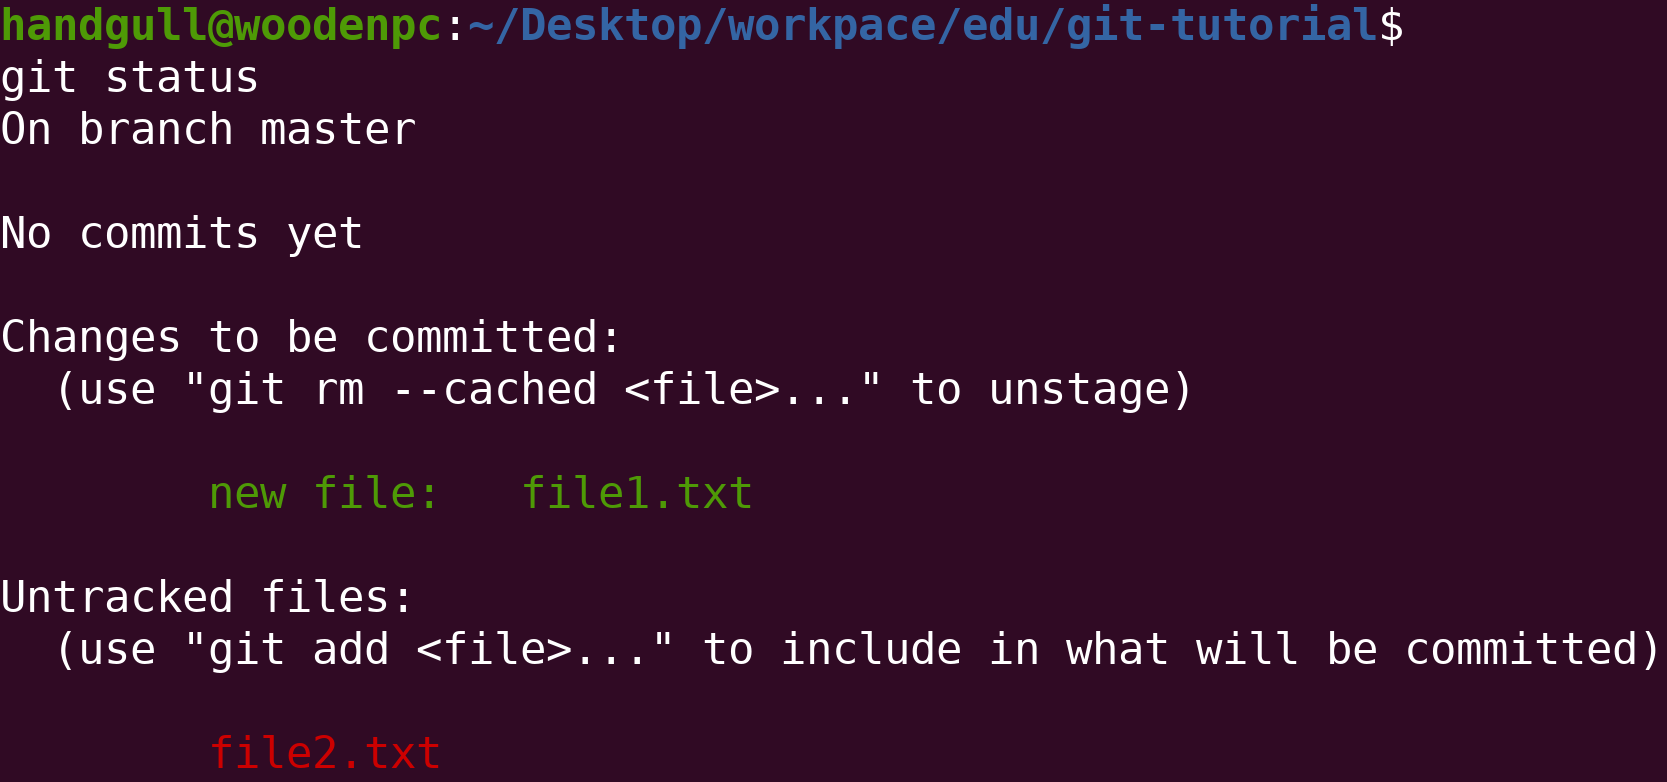 handgull@woodenpc:~/Desktop/workpace/edu/git-tutorial$
git status
On branch master
No commits yet
Changes to be committed:
(use "git rm --cached <file>..." to unstage)
new file: file1.txt
Untracked files:
(use "git add <file>..." to include in what will be committed)
file2.txt